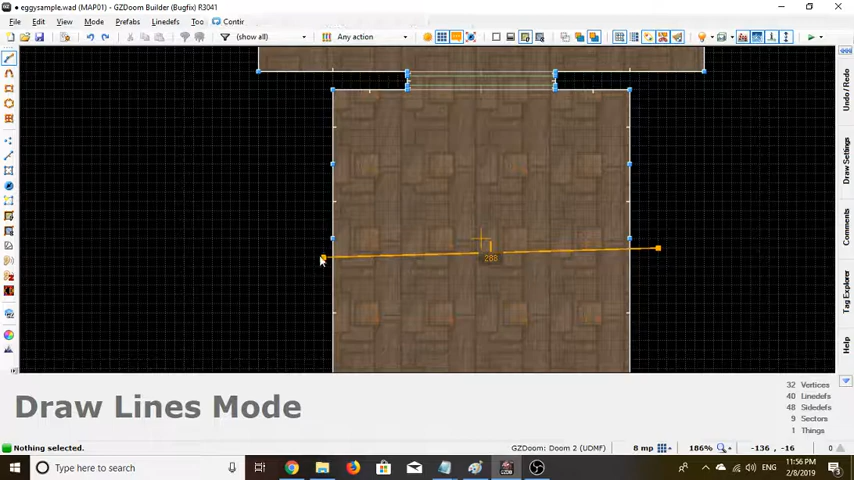 eggysample.wad (MAP01) - GZDoom Builder (Bugfix) R3041
File Edit View Mode Prefabs Linedefs Too Contir
(show all) Any action
Undo / Redo
Draw Settings
Comments
Tag Explorer
Help
288
Draw Lines Mode
32 Vertices
40 Linedefs
48 Sidedefs
9 Sectors
1 Things
Nothing selected. GZDoom: Doom 2 (UDMF) 8 mp 186% -136 , -16 0
Type here to search ENG 11:56 PM
2/8/2019